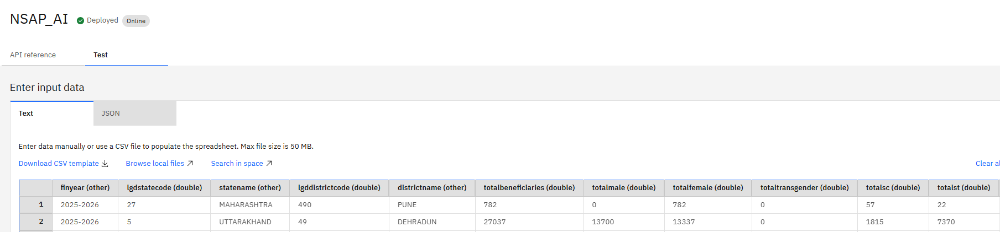 NSAP_AI Deployed Online
API reference Test
Enter input data
Text JSON
Enter data manually or use a CSV file to populate the spreadsheet. Max file size is 50 MB.
Download CSV template Browse local files Search in space Clear al
finyear (other) lgdstatecode (double) statename (other) lgddistrictcode (double) districtname (other) totalbeneficiaries (double) totalmale (double) totalfemale (double) totaltransgender (double) totalsc (double) totalst (double)
1 2025-2026 27 MAHARASHTRA 490 PUNE 782 0 782 0 57 22
2 2025-2026 5 UTTARAKHAND 49 DEHRADUN 27037 13700 13337 0 1815 7370